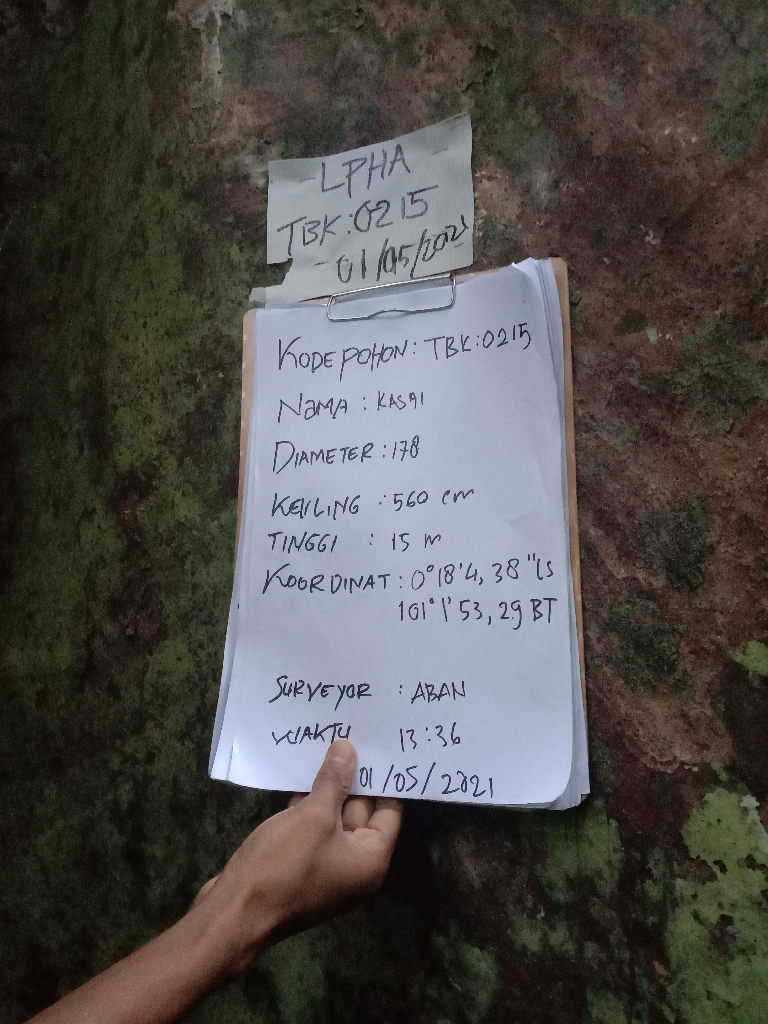 LPHA
TBK:0215
01/05/2021
KODE POHON: TBK:0215
NAMA : KASAI
DIAMETER : 178
KELILING : 560 cm
TINGGI : 15 m
KOORDINAT : 0°18'4,38"LS
101°1'53,29 BT
SURVEYOR : ABAN
WAKTU 13:36
01/05/2021